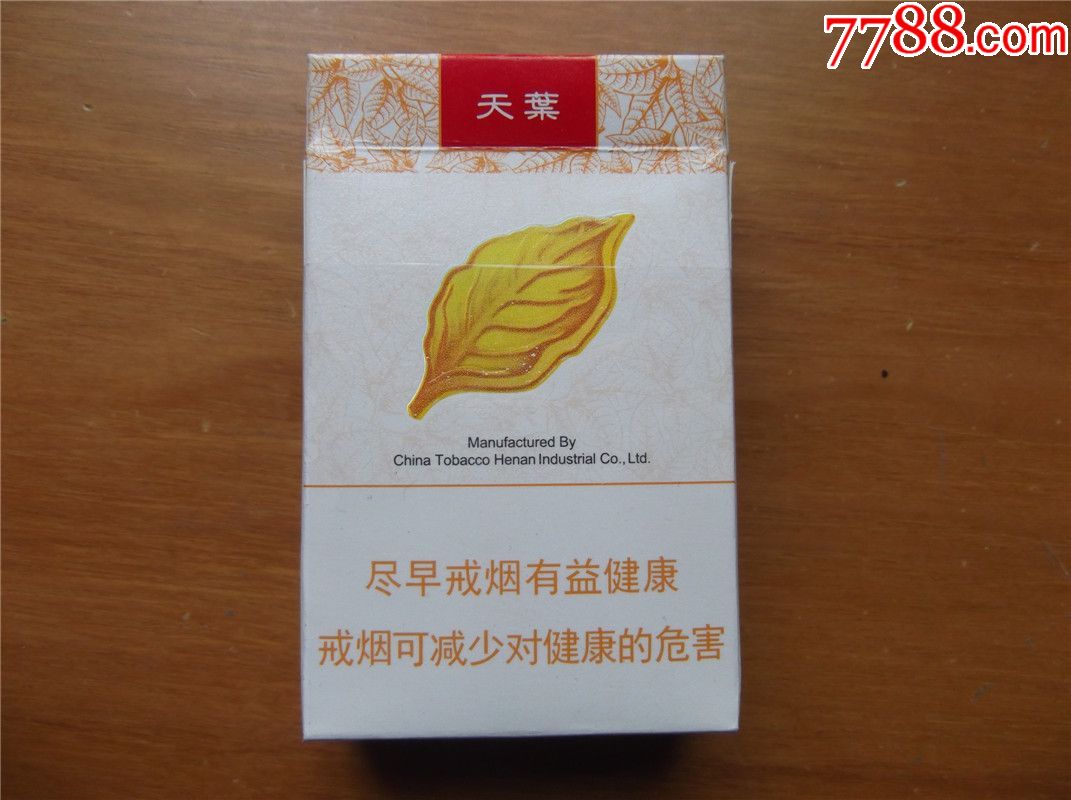 7788.com
天葉
Manufactured By
China Tobacco Henan Industrial Co., Ltd.
尽早戒烟有益健康
戒烟可减少对健康的危害